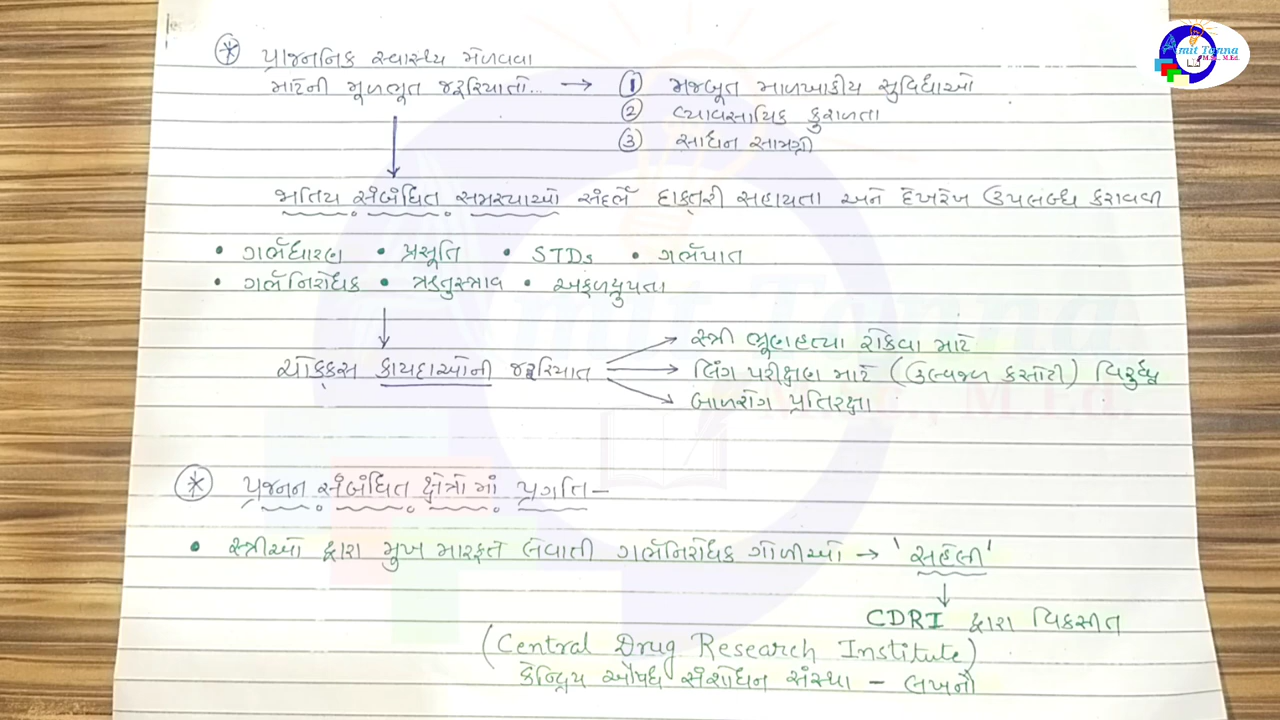 પ્રાજનનિક સ્વાસ્થ્ય મેળવવા
માટેની મૂળભૂત જરૂરિયાતો... → ① મજબૂત માળખાકીય સુવિધાઓ
② વ્યાવસાયિક કુશળતા
③ સાધન સામગ્રી
જાતિય સંબંધિત સમસ્યાઓ સંદર્ભે દાક્તરી સહાયતા અને દેખરેખ ઉપલબ્ધ કરાવવી
• ગર્ભધારણ • પ્રસૂતિ • STDs • ગર્ભપાત
• ગર્ભનિરોધક • ઋતુસ્ત્રાવ • અફળદ્રુપતા
સ્ત્રી ભ્રૂણહત્યા રોકવા માટે
ચોક્કસ કાયદાઓની જરૂરિયાત → લિંગ પરીક્ષણ માટે (ઉલ્વજળ કસોટી) વિરુદ્ધ
બાળરોગ પ્રતિરક્ષા
પ્રજનન સંબંધિત ક્ષેત્રોમાં પ્રગતિ –
• સ્ત્રીઓ દ્વારા મુખ મારફતે લેવાતી ગર્ભનિરોધક ગોળીઓ → 'સહેલી'
CDRI દ્વારા વિકસીત
(Central Drug Research Institute)
કેન્દ્રિય ઔષધ સંશોધન સંસ્થા – લખનૌ
Amit Tanna
M.Sc., M.Ed.